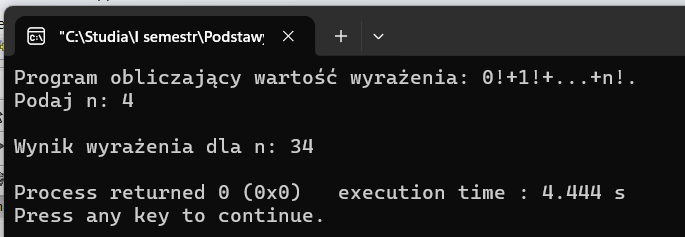 "C:\Studia\I semestr\Podstawy
Program obliczający wartość wyrażenia: 0!+1!+...+n!.
Podaj n: 4
Wynik wyrażenia dla n: 34
Process returned 0 (0x0)   execution time : 4.444 s
Press any key to continue.